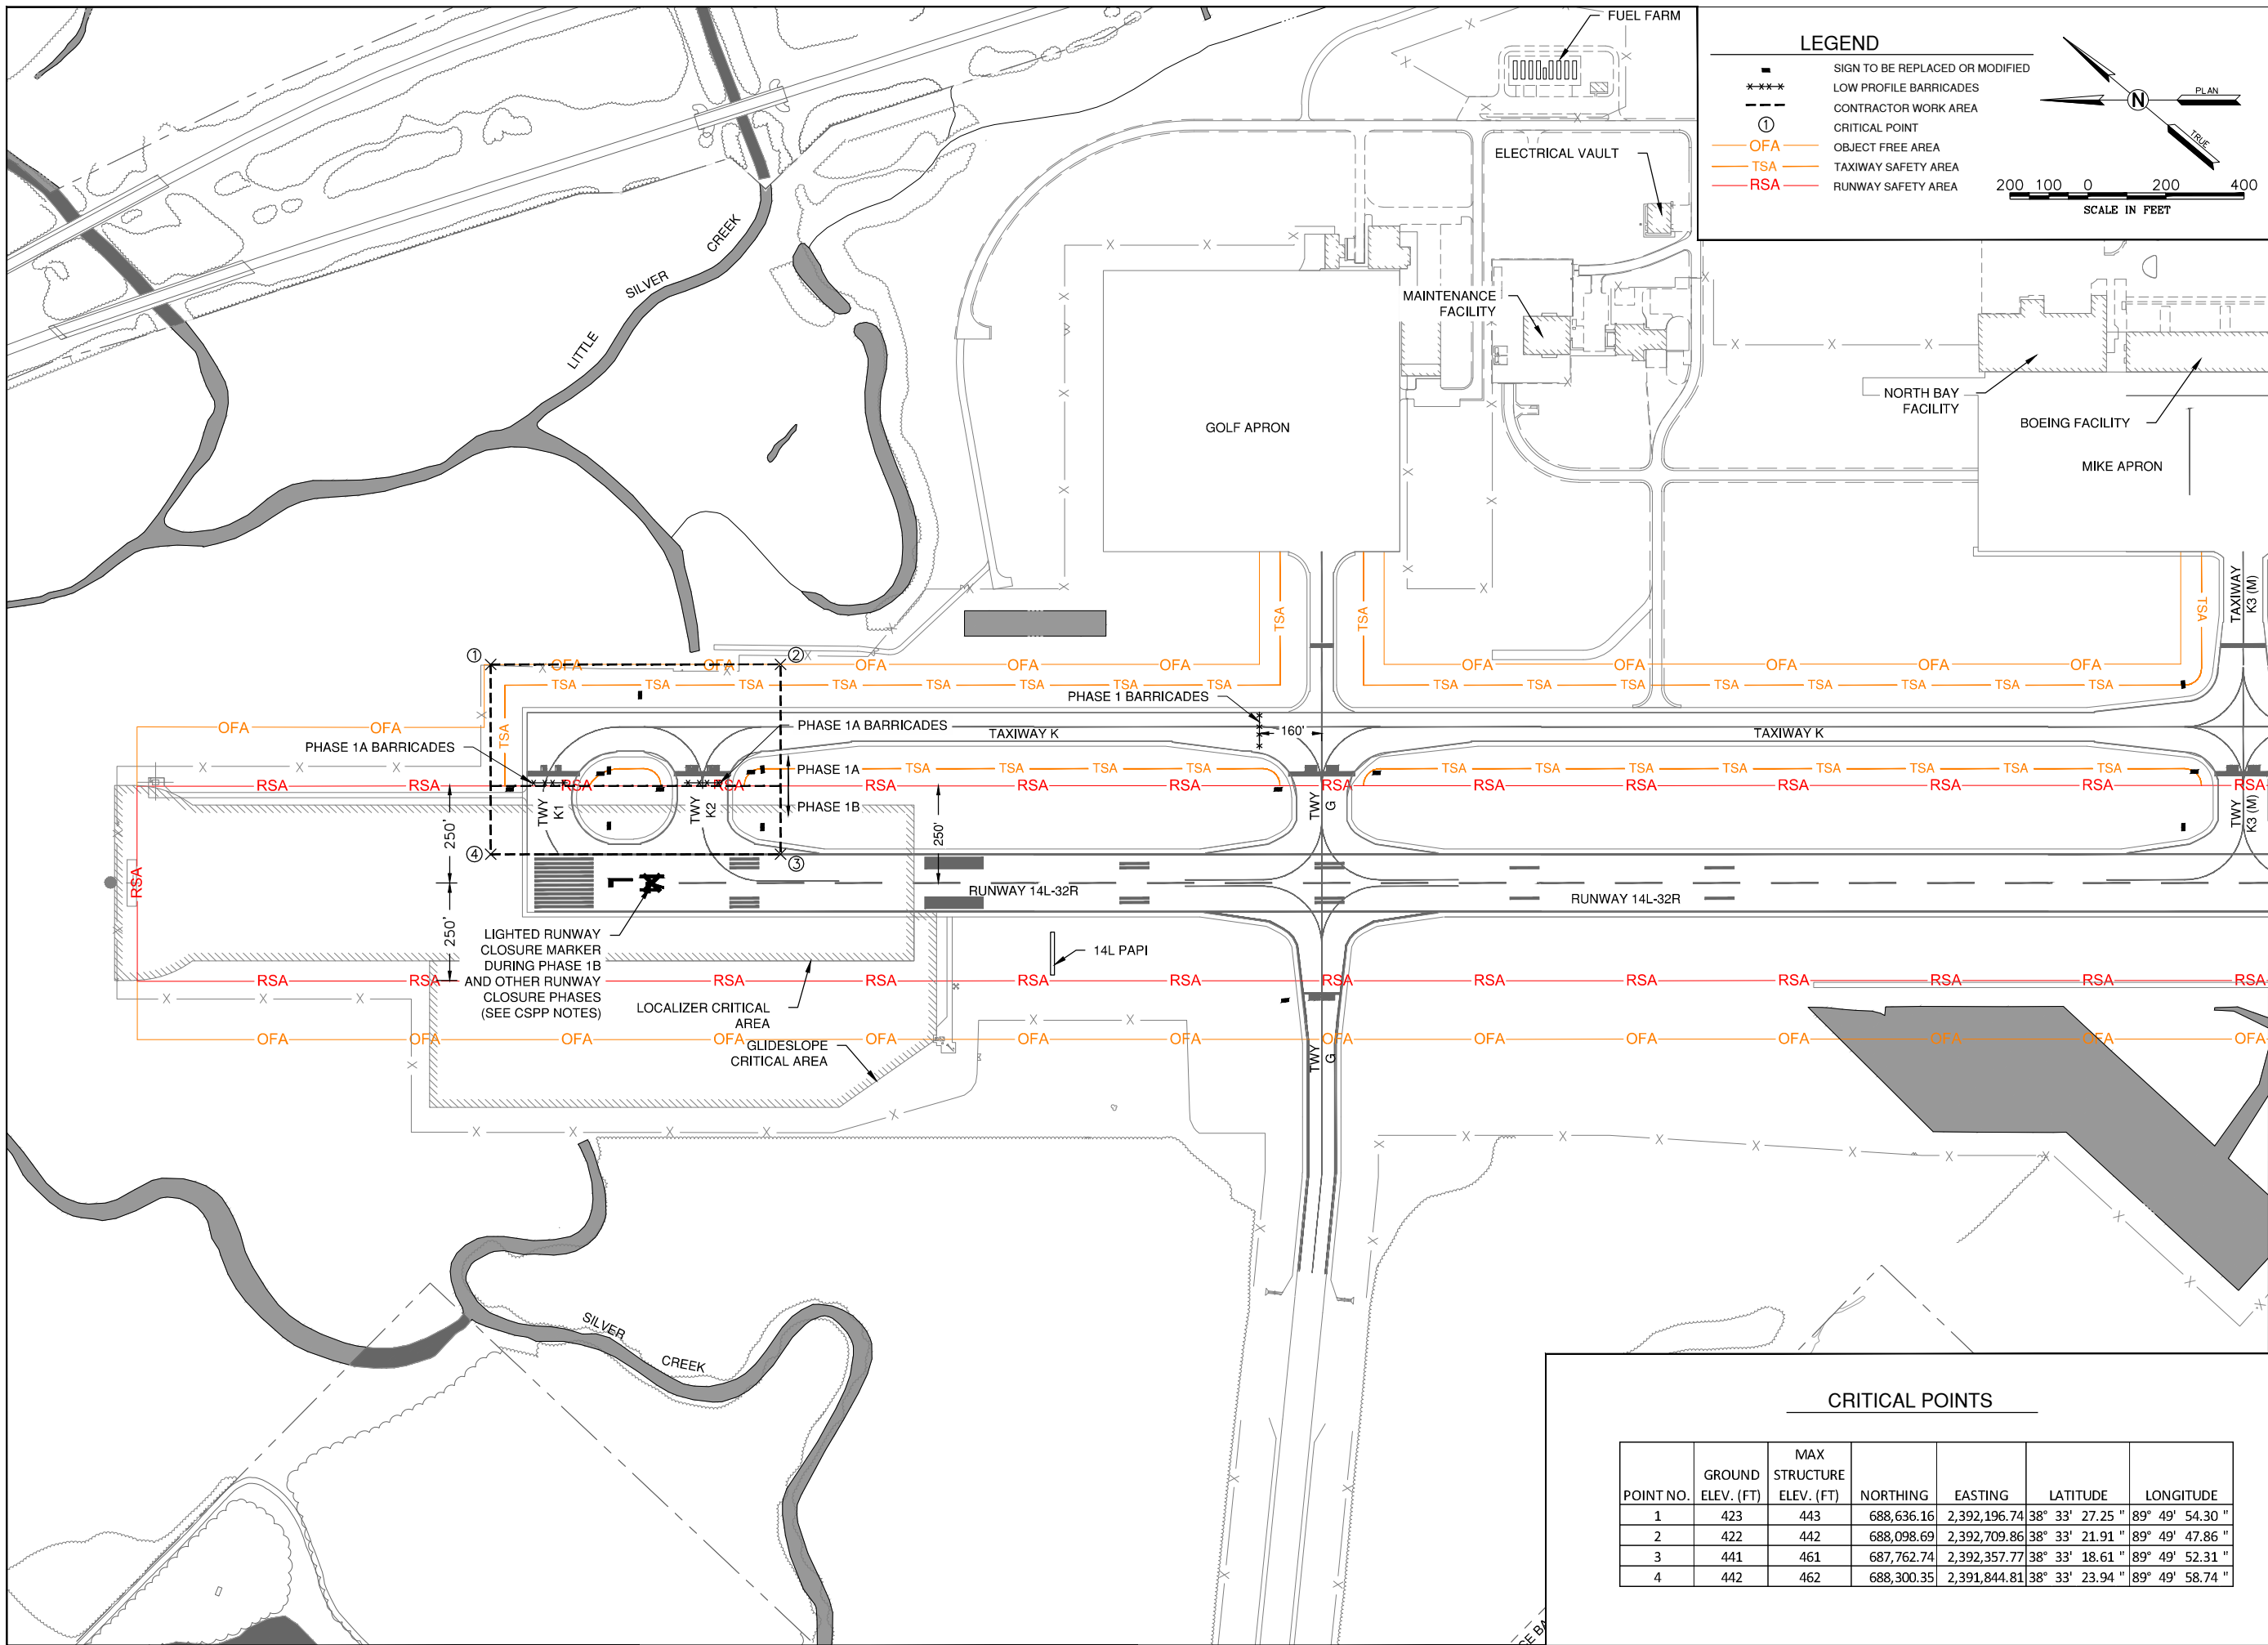 FUEL FARM
LEGEND
SIGN TO BE REPLACED OR MODIFIED
LOW PROFILE BARRICADES
CONTRACTOR WORK AREA
① CRITICAL POINT
OFA OBJECT FREE AREA
TSA TAXIWAY SAFETY AREA
RSA RUNWAY SAFETY AREA
N
PLAN
TRUE
200 100 0 200 400
SCALE IN FEET
ELECTRICAL VAULT
LITTLE SILVER CREEK
MAINTENANCE
FACILITY
NORTH BAY
FACILITY
BOEING FACILITY
GOLF APRON
MIKE APRON
TAXIWAY
K3 (M)
TSA TSA TSA
① ②
OFA OFA OFA OFA OFA OFA OFA OFA OFA OFA
TSA TSA TSA TSA TSA TSA TSA TSA TSA TSA TSA TSA TSA TSA TSA TSA
PHASE 1 BARRICADES
OFA OFA
TSA
PHASE 1A BARRICADES
160'
TAXIWAY K
TAXIWAY K
PHASE 1A BARRICADES
PHASE 1A
TSA TSA TSA TSA TSA TSA TSA TSA TSA TSA TSA
RSA RSA RSA RSA RSA RSA RSA RSA RSA RSA RSA RSA RSA RSA
PHASE 1B
TWY
K1
TWY
K2
TWY
G
TWY
K3 (M)
250'
250'
④ ③
RSA
RUNWAY 14L-32R
RUNWAY 14L-32R
250'
LIGHTED RUNWAY
CLOSURE MARKER
DURING PHASE 1B
AND OTHER RUNWAY
CLOSURE PHASES
(SEE CSPP NOTES)
14L PAPI
RSA RSA RSA RSA RSA RSA RSA RSA RSA RSA RSA RSA RSA
LOCALIZER CRITICAL
AREA
OFA OFA OFA OFA OFA OFA OFA OFA OFA OFA OFA OFA OFA OFA
GLIDESLOPE
CRITICAL AREA
TWY
G
SILVER CREEK
CRITICAL POINTS
POINT NO. GROUND ELEV. (FT) MAX STRUCTURE ELEV. (FT) NORTHING EASTING LATITUDE LONGITUDE
1 423 443 688,636.16 2,392,196.74 38° 33' 27.25 " 89° 49' 54.30 "
2 422 442 688,098.69 2,392,709.86 38° 33' 21.91 " 89° 49' 47.86 "
3 441 461 687,762.74 2,392,357.77 38° 33' 18.61 " 89° 49' 52.31 "
4 442 462 688,300.35 2,391,844.81 38° 33' 23.94 " 89° 49' 58.74 "